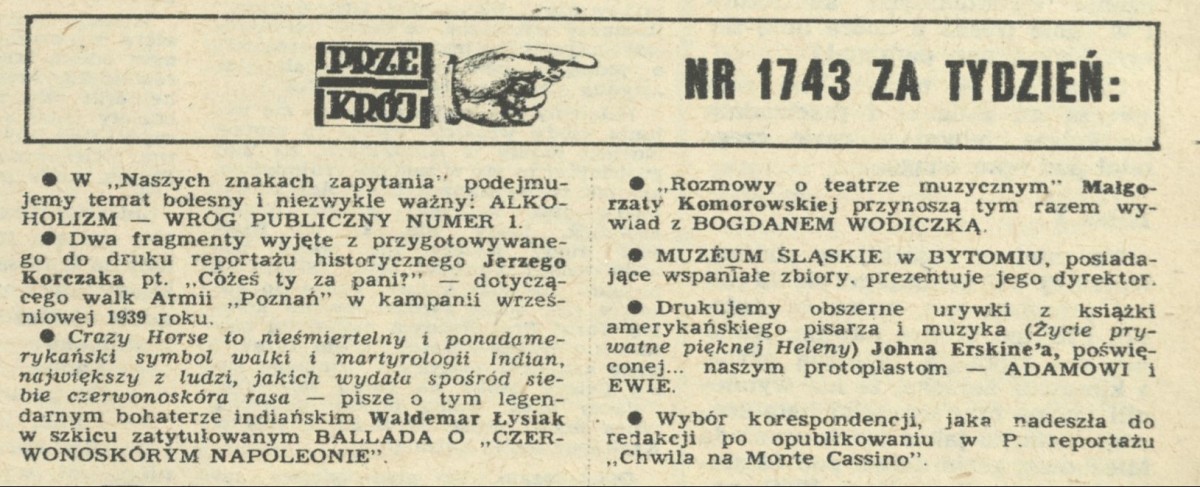 PRZE
KRÓJ
NR 1743 ZA TYDZIEŃ:
● W „Naszych znakach zapytania" podejmu-
jemy temat bolesny i niezwykle ważny: ALKO-
HOLIZM — WRÓG PUBLICZNY NUMER 1.
● Dwa fragmenty wyjęte z przygotowywane-
go do druku reportażu historycznego Jerzego
Korczaka pt. „Cóżeś ty za pani?" — dotyczą-
cego walk Armii „Poznań" w kampanii wrześ-
niowej 1939 roku.
● Crazy Horse to nieśmiertelny i ponadame-
rykański symbol walki i martyrologii Indian,
największy z ludzi, jakich wydała spośród sie-
bie czerwonoskóra rasa — pisze o tym legen-
darnym bohaterze indiańskim Waldemar Łysiak
w szkicu zatytułowanym BALLADA O „CZER-
WONOSKÓRYM NAPOLEONIE".
● „Rozmowy o teatrze muzycznym" Małgo-
rzaty Komorowskiej przynoszą tym razem wy-
wiad z BOGDANEM WODICZKĄ.
● MUZEUM ŚLĄSKIE w BYTOMIU, posiada-
jące wspaniałe zbiory, prezentuje jego dyrektor.
● Drukujemy obszerne urywki z książki
amerykańskiego pisarza i muzyka (Życie pry-
watne pięknej Heleny) Johna Erskine'a, poświę-
conej... naszym protoplastom — ADAMOWI i
EWIE.
● Wybór korespondencji, jaka nadeszła do
redakcji po opublikowaniu w P. reportażu
„Chwila na Monte Cassino".